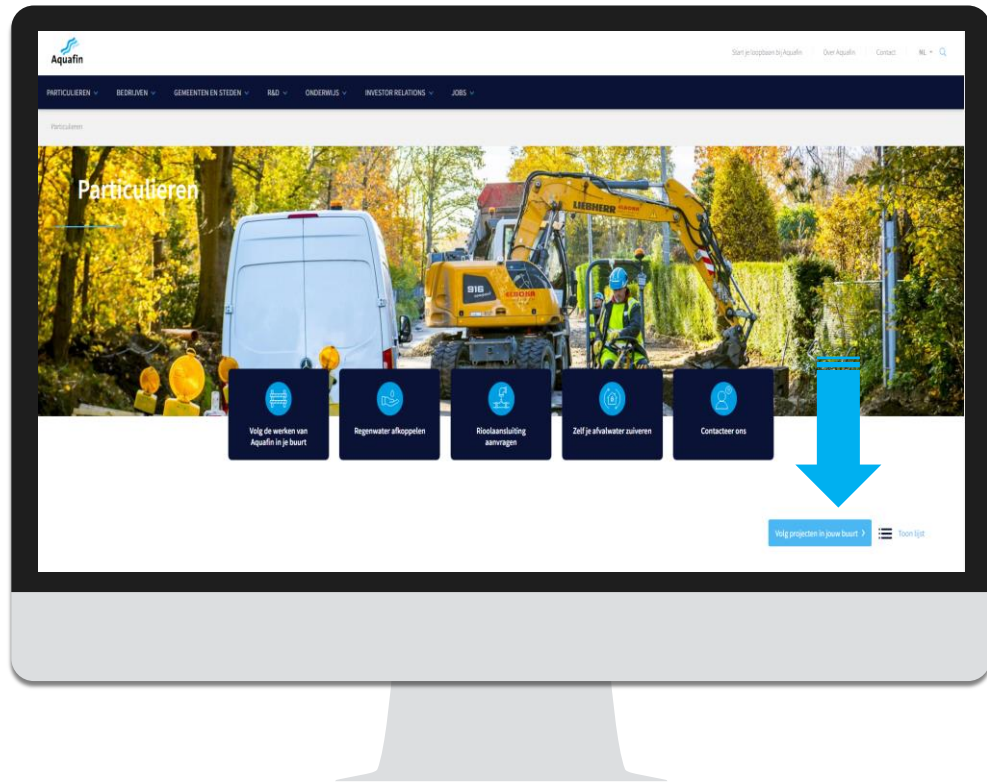 Aquafin
Start je loopbaan bij Aquafin
Over Aquafin
Contact
NL
PARTICULIEREN
BEDRIJVEN
GEMEENTEN EN STEDEN
R&D
ONDERWIJS
INVESTOR RELATIONS
JOBS
Particulieren
Particulieren
LIEBHERR
916
Volg de werken van
Aquafin in je buurt
Regenwater afkoppelen
Rioolaansluiting
aanvragen
Zelf je afvalwater zuiveren
Contacteer ons
Volg projecten in jouw buurt
Toon lijst